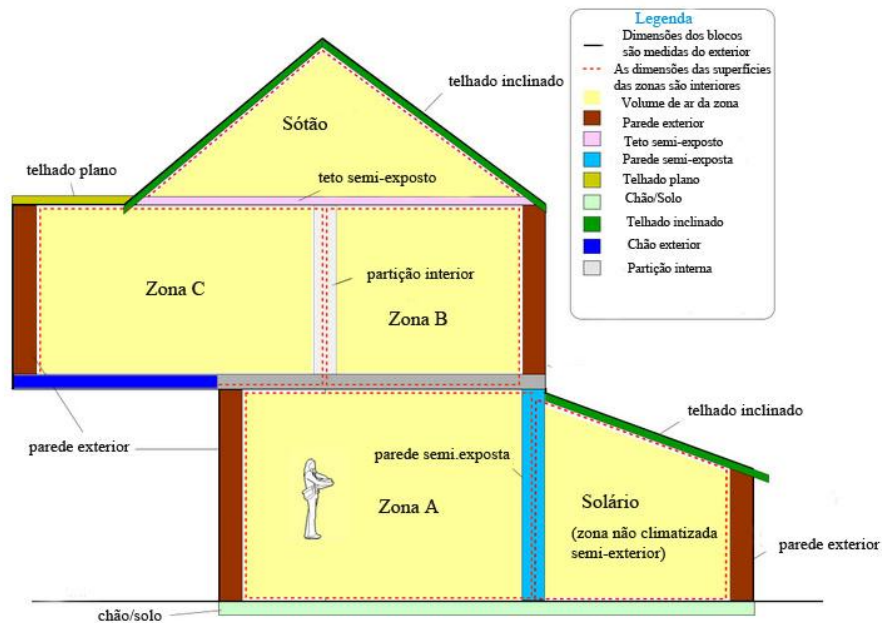 telhado inclinado
Sótão
telhado plano
teto semi-exposto
Zona C
partição interior
Zona B
telhado inclinado
parede exterior
parede semi.exposta
Zona A
Solário
(zona não climatizada
semi-exterior)
parede exterior
chão/solo
Legenda
Dimensões dos blocos
são medidas do exterior
As dimensões das superfícies
das zonas são interiores
Volume de ar da zona
Parede exterior
Teto semi-exposto
Parede semi-exposta
Telhado plano
Chão/Solo
Telhado inclinado
Chão exterior
Partição interna